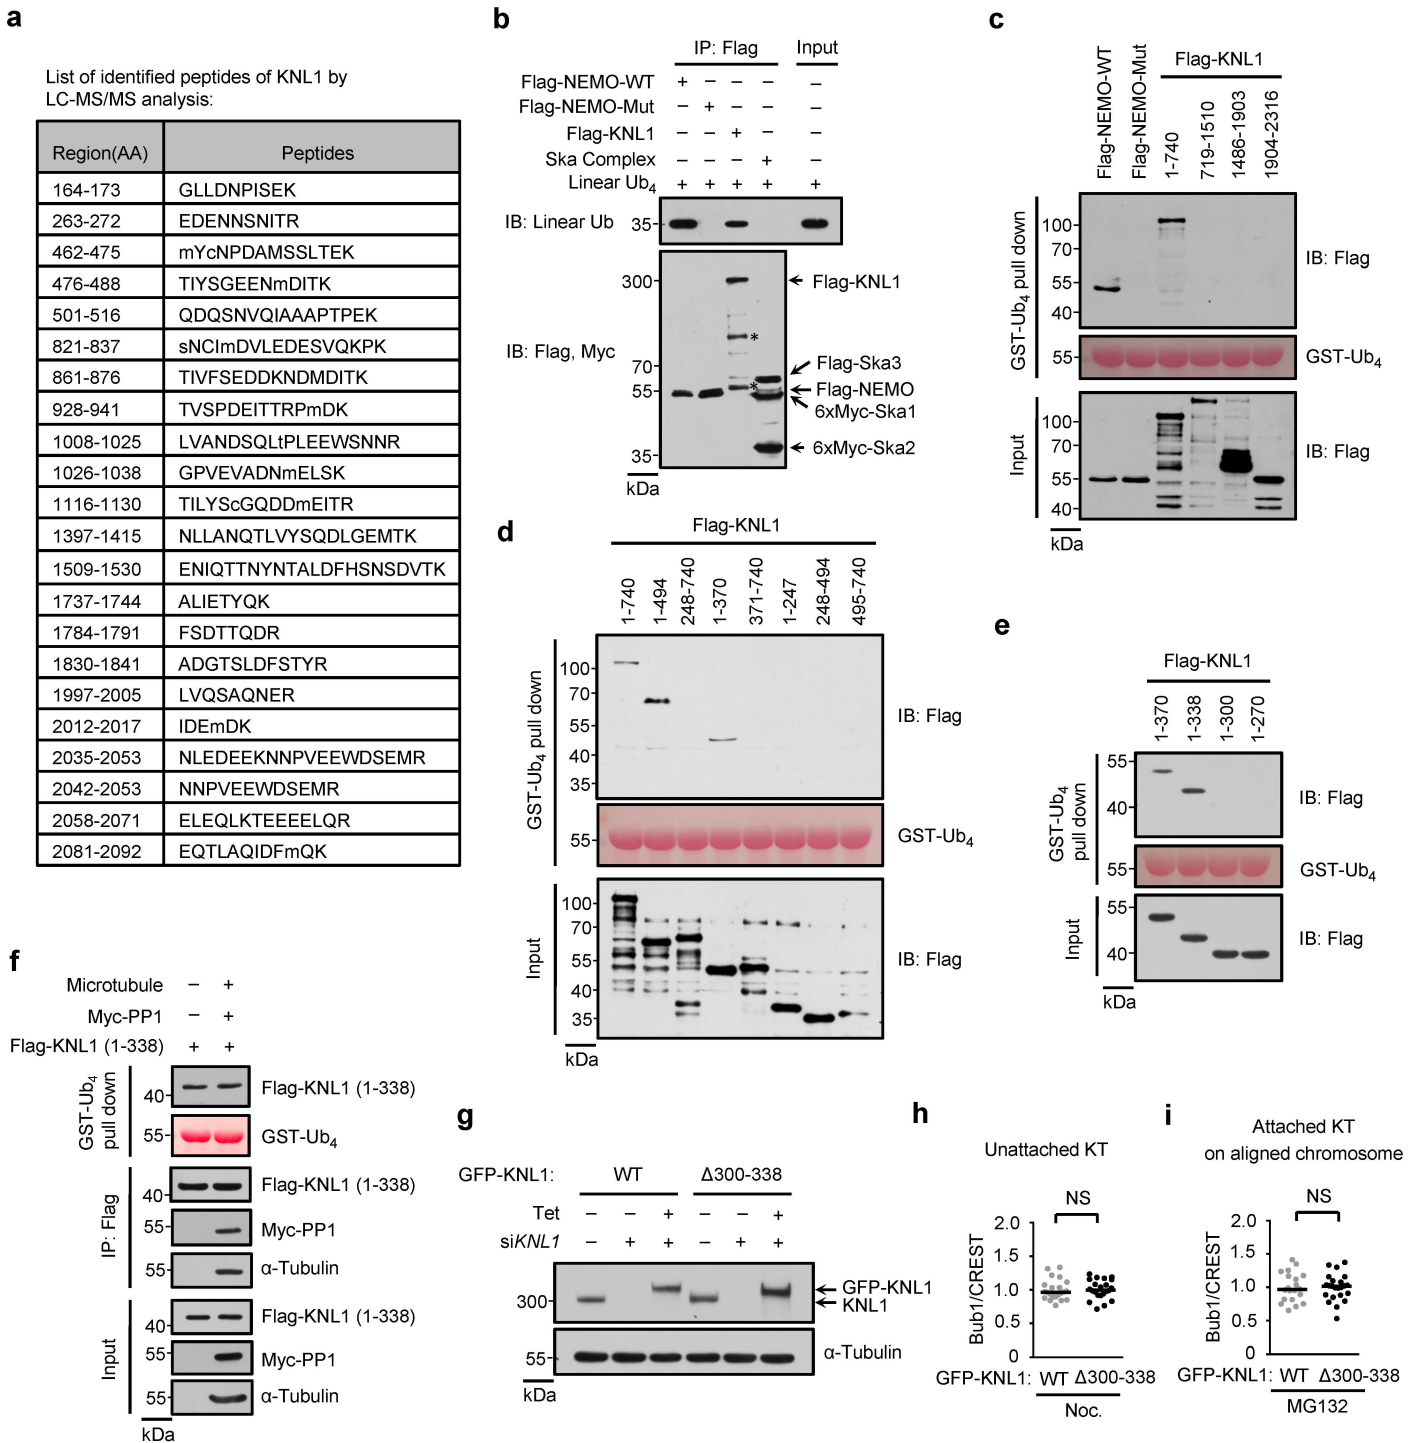 a
List of identified peptides of KNL1 by
LC-MS/MS analysis:
Region(AA) Peptides
164-173 GLLDNPISEK
263-272 EDENNSNITR
462-475 mYcNPDAMSSLTEK
476-488 TIYSGEENmDITK
501-516 QDQSNVQIAAAPTPEK
821-837 sNCImDVLEDESVQKPK
861-876 TIVFSEDDKNDMDITK
928-941 TVSPDEITTRPmDK
1008-1025 LVANDSQLtPLEEWSNNR
1026-1038 GPVEVADNmELSK
1116-1130 TILYScGQDDmEITR
1397-1415 NLLANQTLVYSQDLGEMTK
1509-1530 ENIQTTNYNTALDFHSNSDVTK
1737-1744 ALIETYQK
1784-1791 FSDTTQDR
1830-1841 ADGTSLDFSTYR
1997-2005 LVQSAQNER
2012-2017 IDEmDK
2035-2053 NLEDEEKNNPVEEWDSEMR
2042-2053 NNPVEEWDSEMR
2058-2071 ELEQLKTEEEELQR
2081-2092 EQTLAQIDFmQK
b
IP: Flag Input
Flag-NEMO-WT + – – – –
Flag-NEMO-Mut – + – – –
Flag-KNL1 – – + – –
Ska Complex – – – + –
Linear Ub4 + + + + +
IB: Linear Ub 35-
IB: Flag, Myc
300-
70-
55-
35-
kDa
*
*
Flag-KNL1
Flag-Ska3
Flag-NEMO
6xMyc-Ska1
6xMyc-Ska2
c
Flag-NEMO-WT
Flag-NEMO-Mut
Flag-KNL1
1-740
719-1510
1486-1903
1904-2316
GST-Ub4 pull down
100-
70-
55-
40-
IB: Flag
55- GST-Ub4
Input
100-
70-
55-
40-
IB: Flag
kDa
d
Flag-KNL1
1-740
1-494
248-740
1-370
371-740
1-247
248-494
495-740
GST-Ub4 pull down
100-
70-
55-
40-
35-
IB: Flag
55- GST-Ub4
Input
100-
70-
55-
40-
35-
IB: Flag
kDa
e
Flag-KNL1
1-370
1-338
1-300
1-270
GST-Ub4
pull down
55-
40-
IB: Flag
55- GST-Ub4
Input
55-
40-
IB: Flag
kDa
f
Microtubule – +
Myc-PP1 – +
Flag-KNL1 (1-338) + +
GST-Ub4
pull down
40- Flag-KNL1 (1-338)
55- GST-Ub4
IP: Flag
40- Flag-KNL1 (1-338)
55- Myc-PP1
55- α-Tubulin
Input
40- Flag-KNL1 (1-338)
55- Myc-PP1
55- α-Tubulin
kDa
g
GFP-KNL1: WT Δ300-338
Tet – – + – – +
siKNL1 – + + – + +
300-
GFP-KNL1
KNL1
55- α-Tubulin
kDa
h
Unattached KT
NS
Bub1/CREST
2.0
1.5
1.0
0.5
0
GFP-KNL1: WT Δ300-338
Noc.
i
Attached KT
on aligned chromosome
NS
Bub1/CREST
2.0
1.5
1.0
0.5
0
GFP-KNL1: WT Δ300-338
MG132